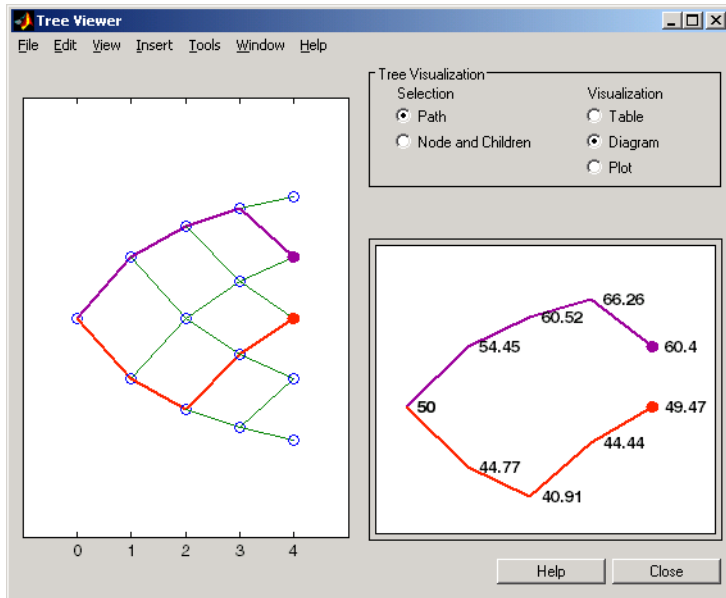 Tree Viewer
File Edit View Insert Tools Window Help
Tree Visualization
Selection
Visualization
Path
Table
Node and Children
Diagram
Plot
66.26
60.52
54.45
60.4
50
49.47
44.44
44.77
40.91
0 1 2 3 4
Help
Close